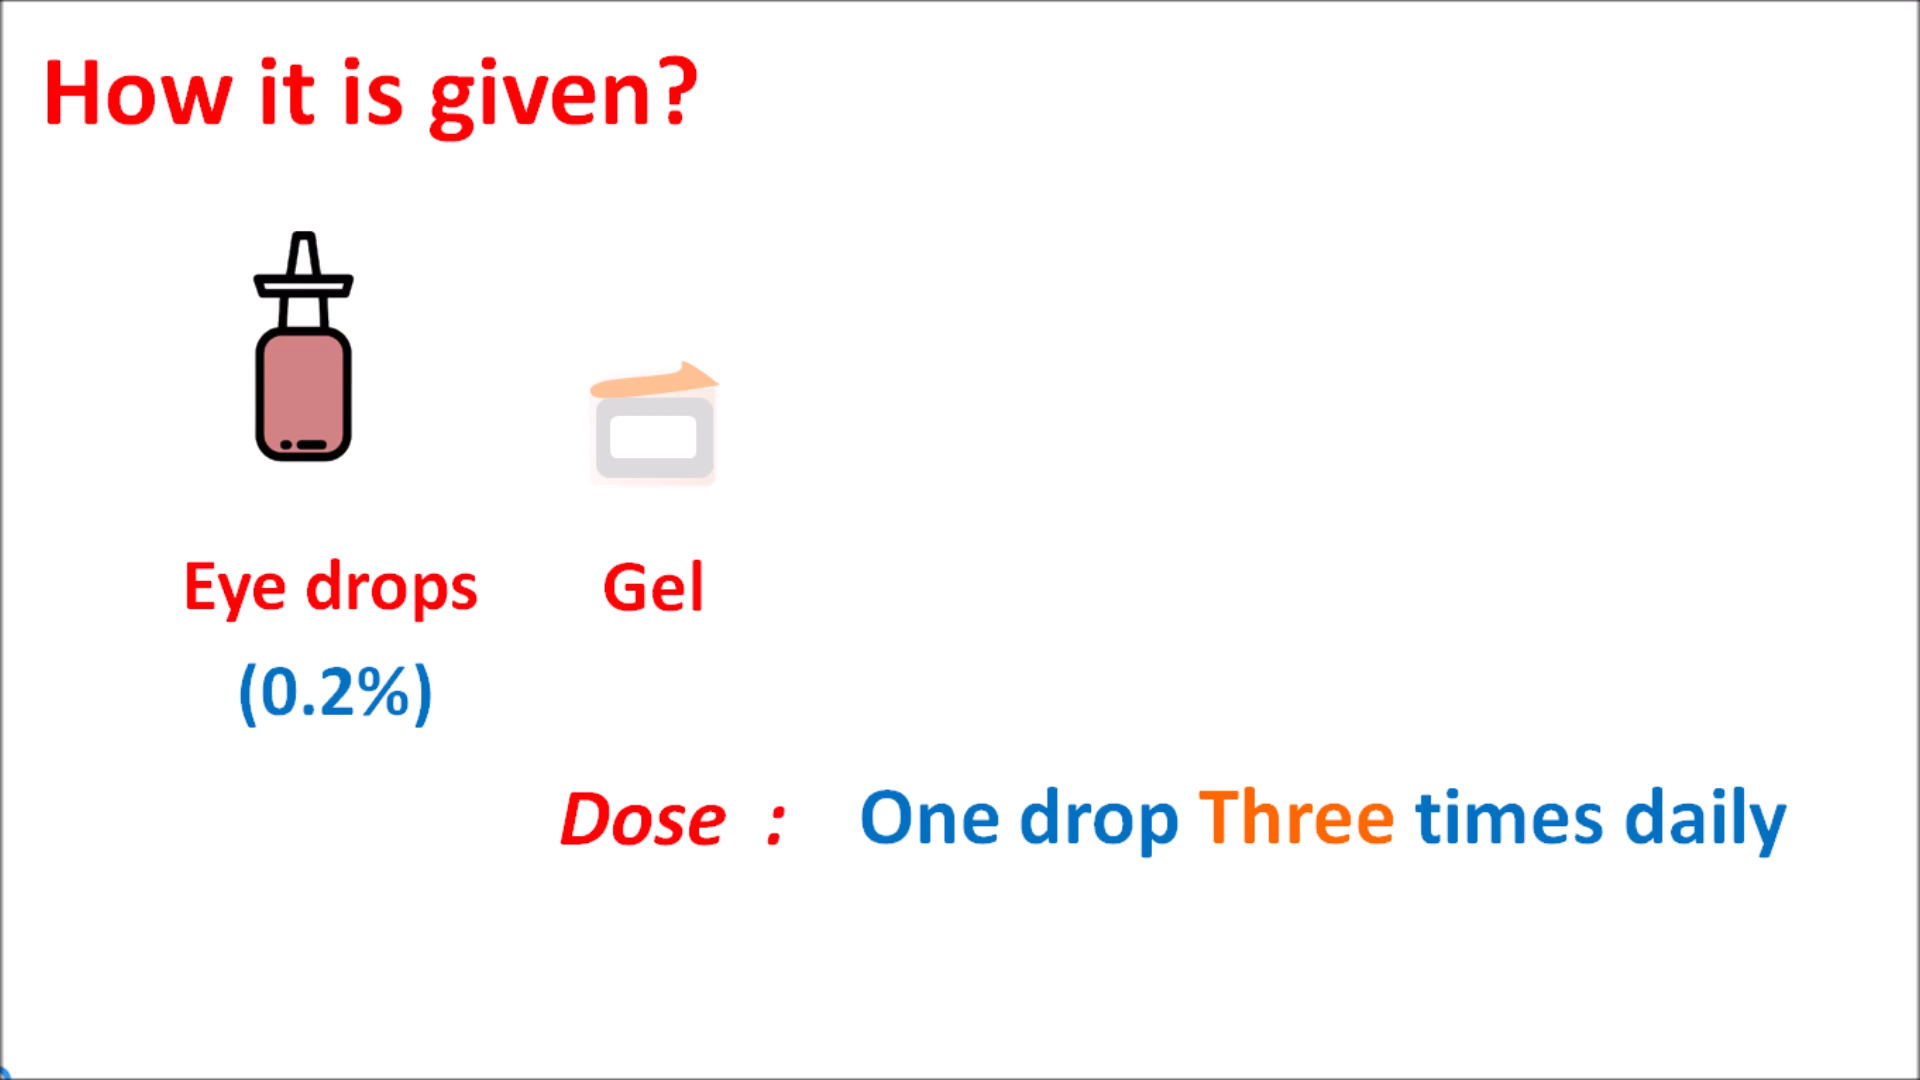 How it is given?
Eye drops Gel
(0.2%)
Dose : One drop Three times daily